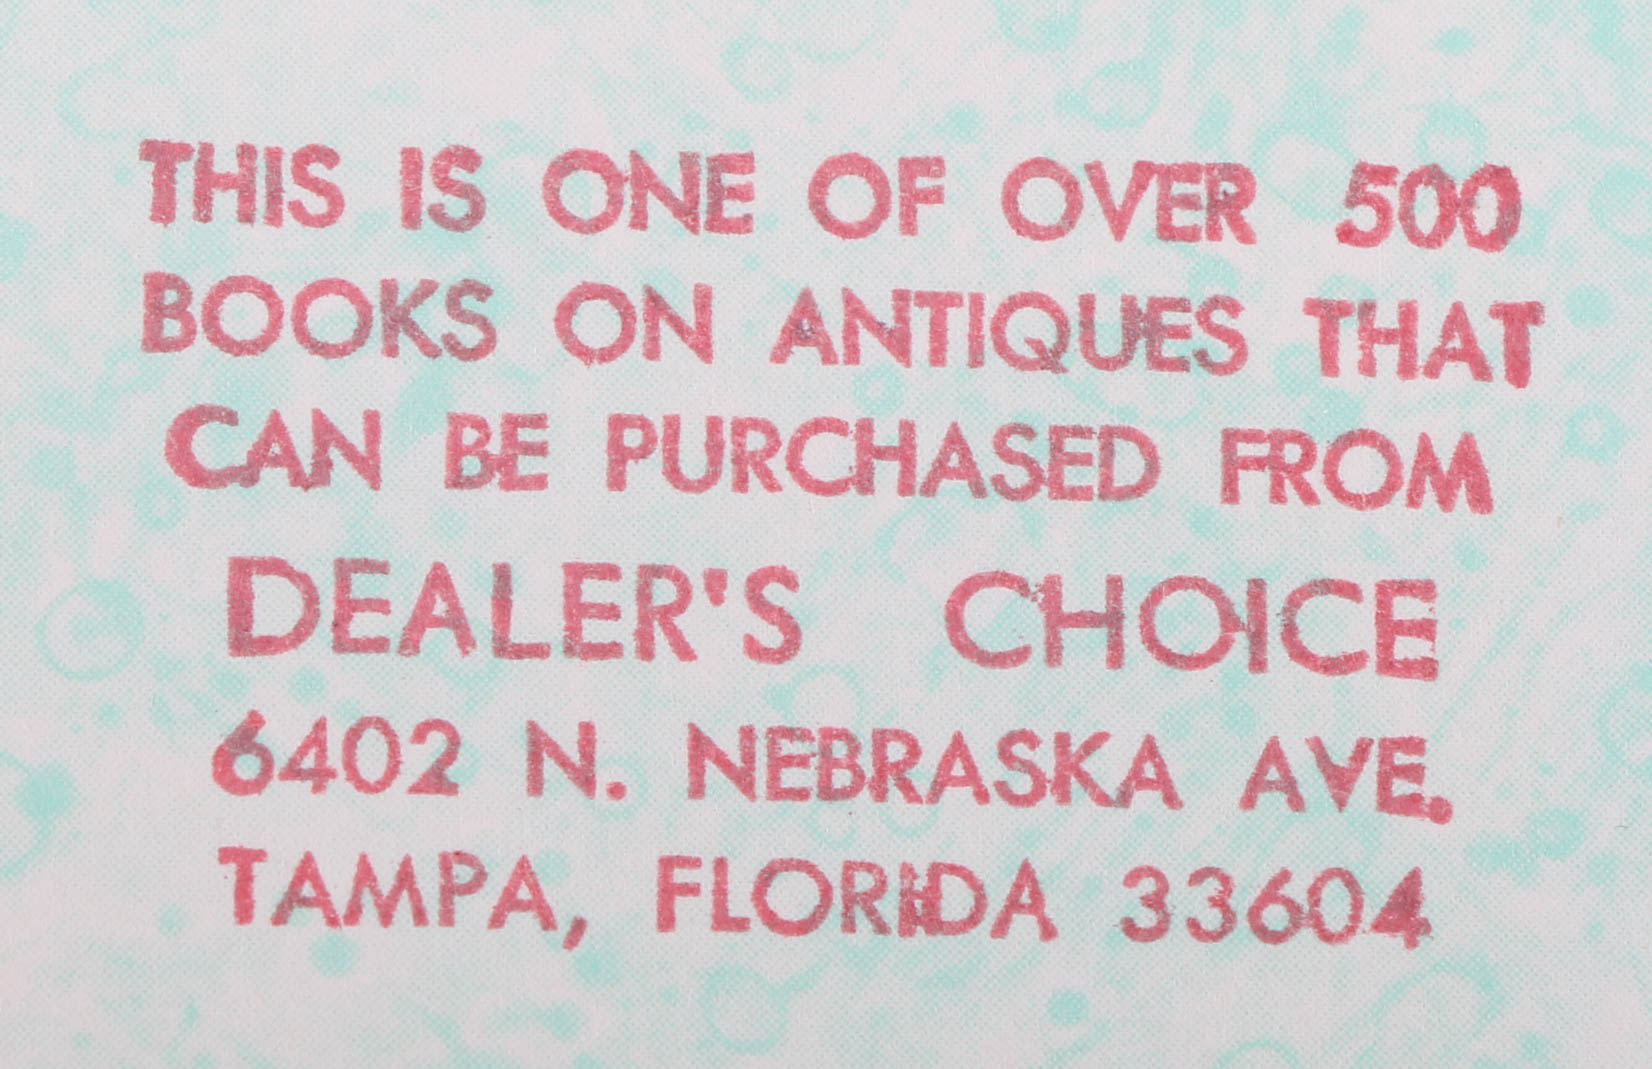 THIS IS ONE OF OVER 500
BOOKS ON ANTIQUES THAT
CAN BE PURCHASED FROM
DEALER'S CHOICE
6402 N. NEBRASKA AVE.
TAMPA, FLORIDA 33604